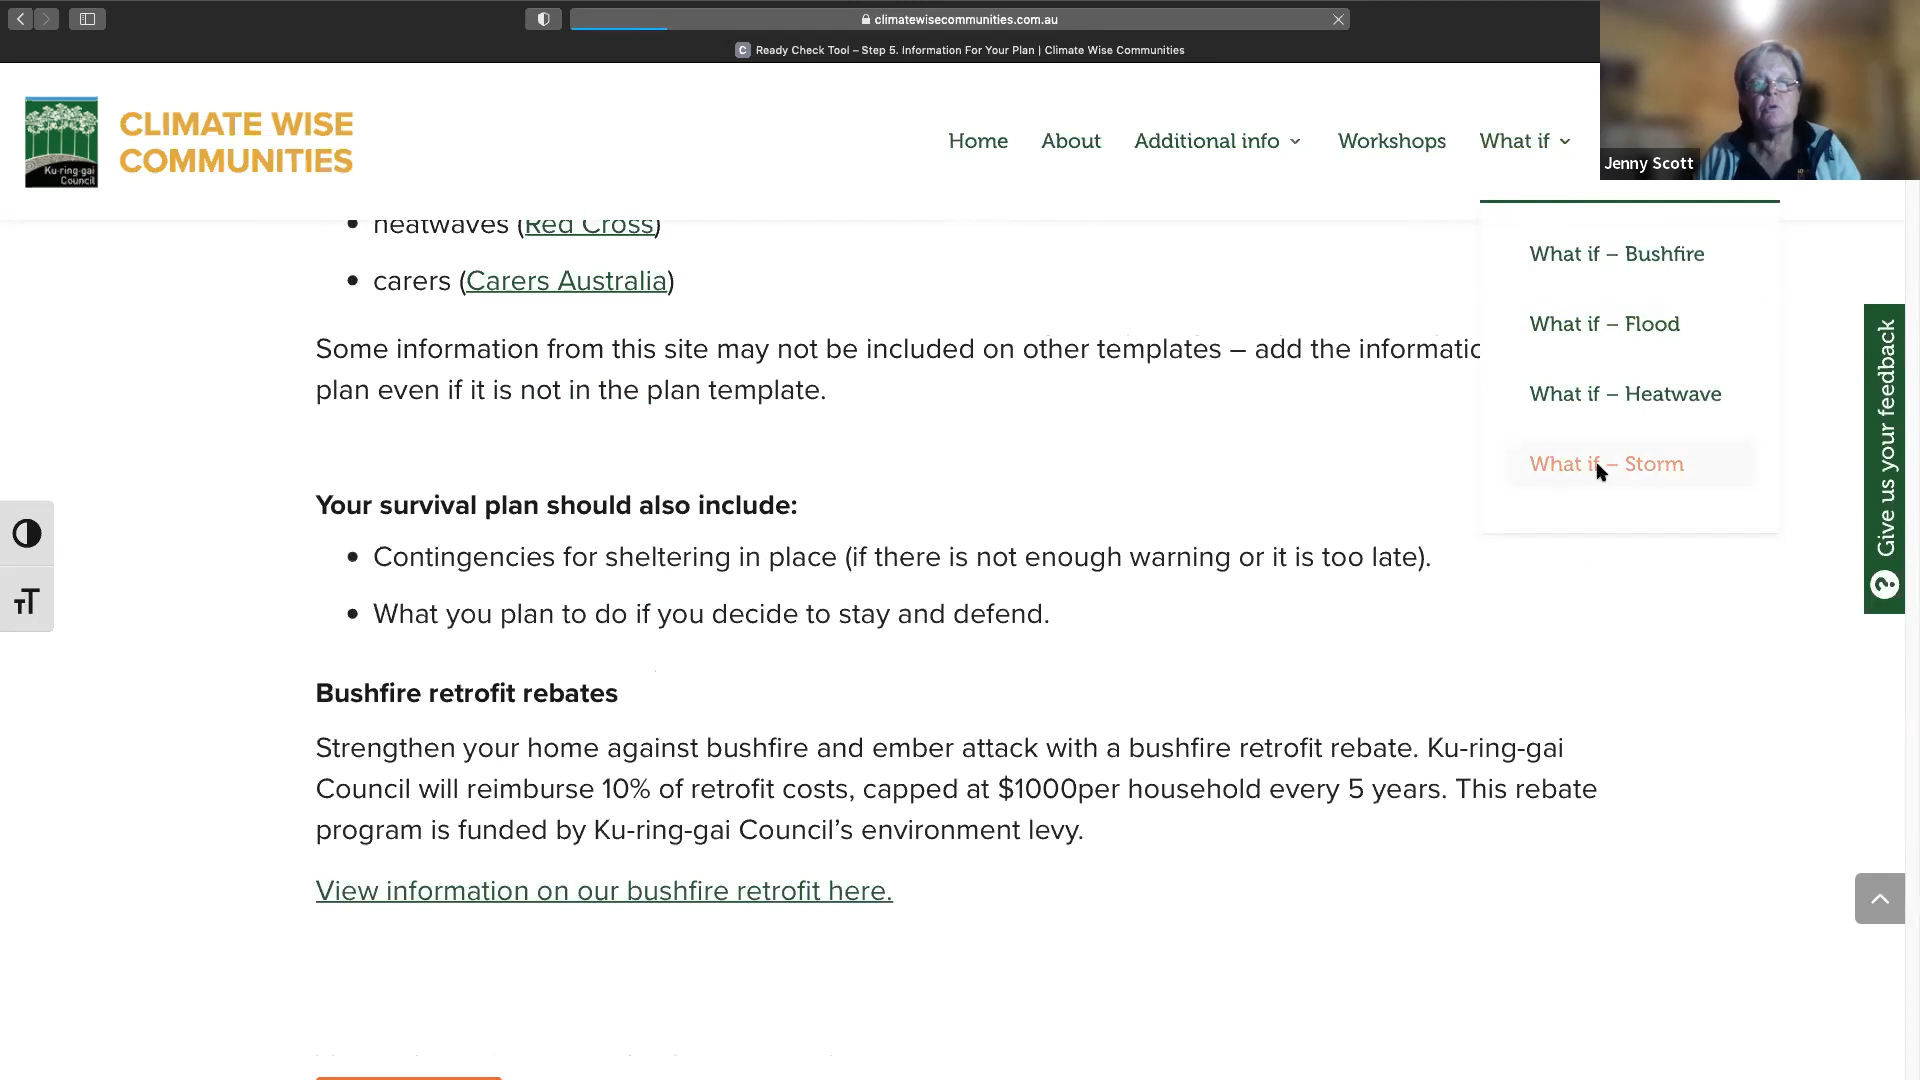 climatewisecommunities.com.au
C Ready Check Tool – Step 5. Information For Your Plan | Climate Wise Communities
Ku-ring-gai
Council
CLIMATE WISE
COMMUNITIES
Home About Additional info Workshops What if
Jenny Scott
What if – Bushfire
What if – Flood
What if – Heatwave
What if – Storm
heatwaves (Red Cross)
carers (Carers Australia)
Some information from this site may not be included on other templates – add the informatio
plan even if it is not in the plan template.
Your survival plan should also include:
Contingencies for sheltering in place (if there is not enough warning or it is too late).
What you plan to do if you decide to stay and defend.
Bushfire retrofit rebates
Strengthen your home against bushfire and ember attack with a bushfire retrofit rebate. Ku-ring-gai
Council will reimburse 10% of retrofit costs, capped at $1000per household every 5 years. This rebate
program is funded by Ku-ring-gai Council’s environment levy.
View information on our bushfire retrofit here.
TT
Give us your feedback ?